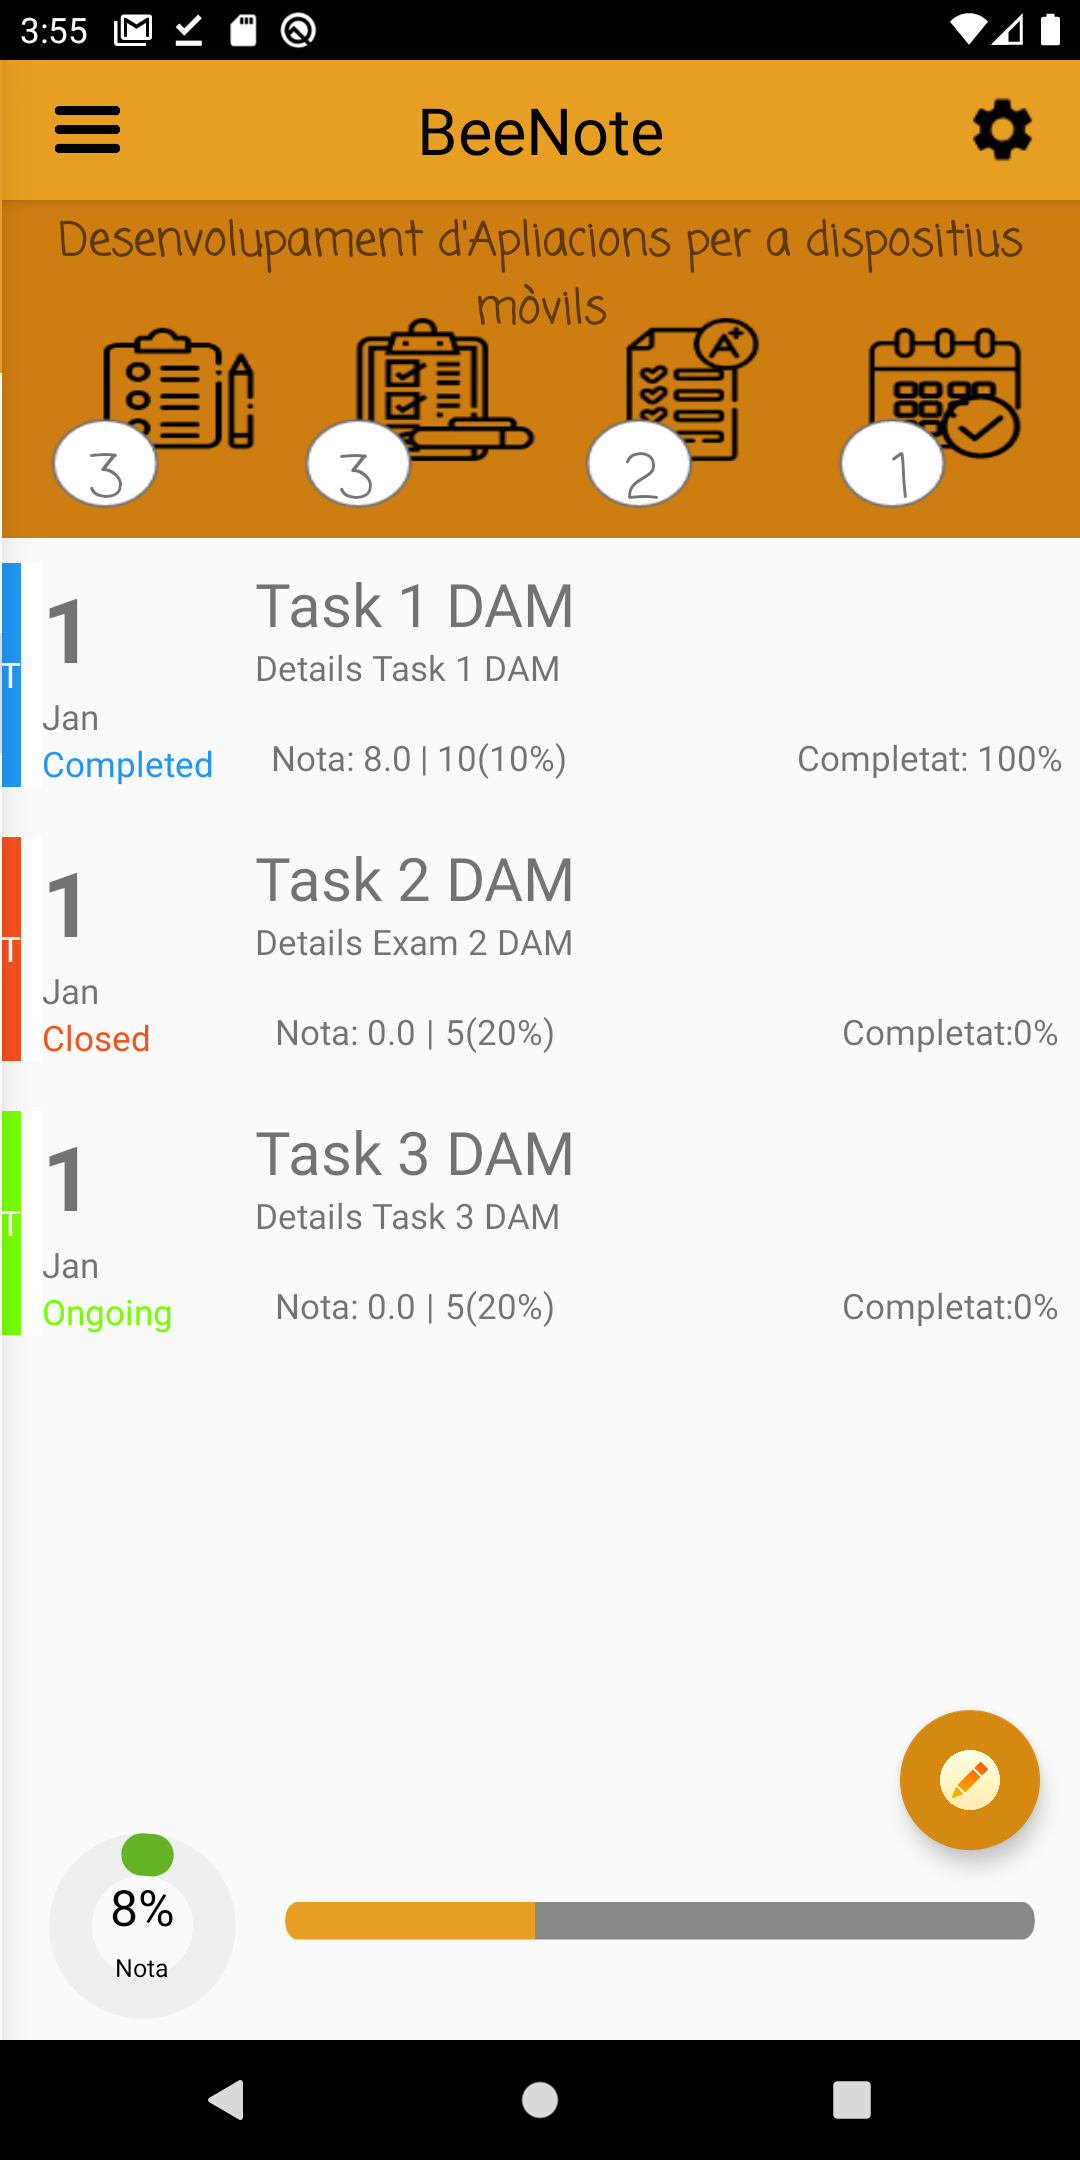 3:55
BeeNote
Desenvolupament d'Apliacions per a dispositius
mòvils
A+
3 3 2 1
1 Task 1 DAM
T Details Task 1 DAM
Jan
Completed Nota: 8.0 | 10(10%) Completat: 100%
1 Task 2 DAM
T Details Exam 2 DAM
Jan
Closed Nota: 0.0 | 5(20%) Completat:0%
1 Task 3 DAM
T Details Task 3 DAM
Jan
Ongoing Nota: 0.0 | 5(20%) Completat:0%
8%
Nota